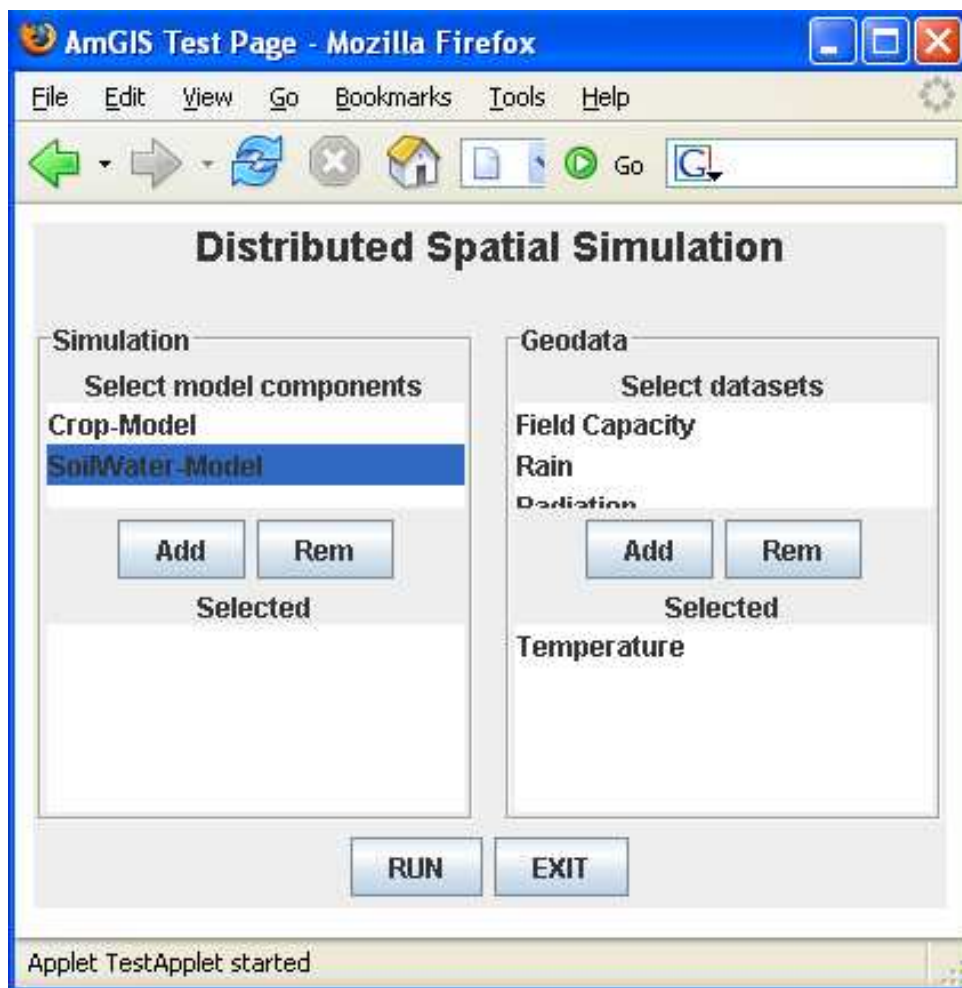 AmGIS Test Page - Mozilla Firefox
File Edit View Go Bookmarks Tools Help
Go G
Distributed Spatial Simulation
Simulation
Select model components
Crop-Model
SoilWater-Model
Add Rem
Selected
Geodata
Select datasets
Field Capacity
Rain
Radiation
Add Rem
Selected
Temperature
RUN EXIT
Applet TestApplet started